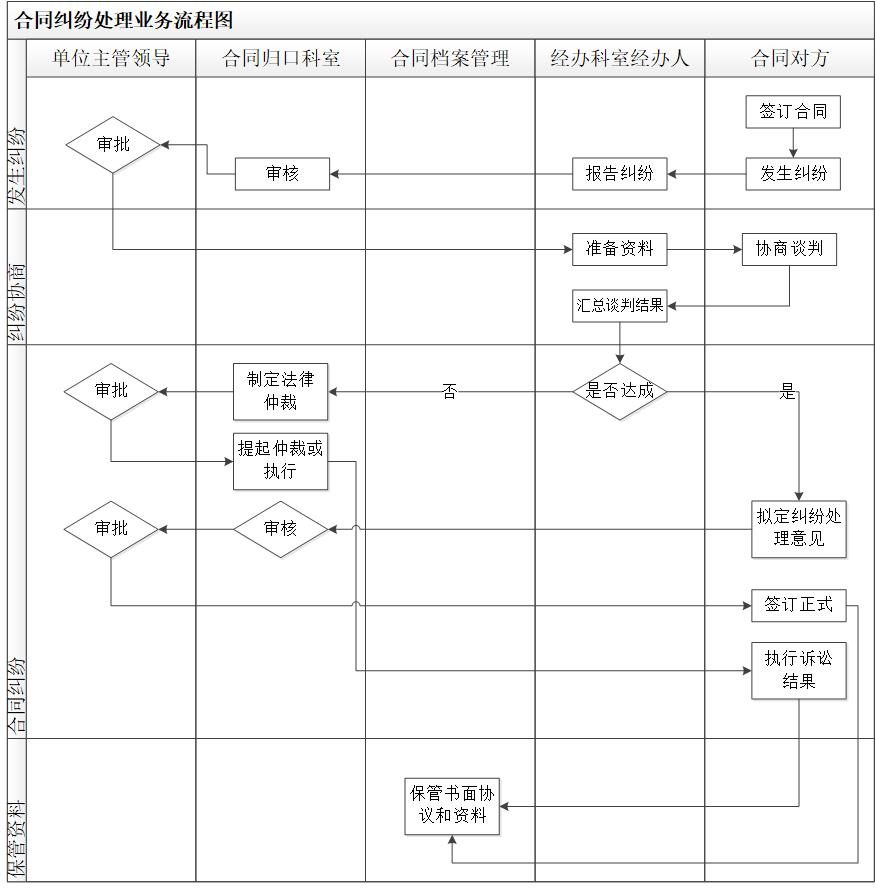 合同纠纷处理业务流程图
单位主管领导
合同归口科室
合同档案管理
经办科室经办人
合同对方
发生纠纷
签订合同
审批
审核
报告纠纷
发生纠纷
纠纷协商
准备资料
协商谈判
汇总谈判结果
合同纠纷
审批
制定法律
仲裁
否
是否达成
是
提起仲裁或
执行
审批
审核
拟定纠纷处
理意见
签订正式
执行诉讼
结果
保管资料
保管书面协
议和资料